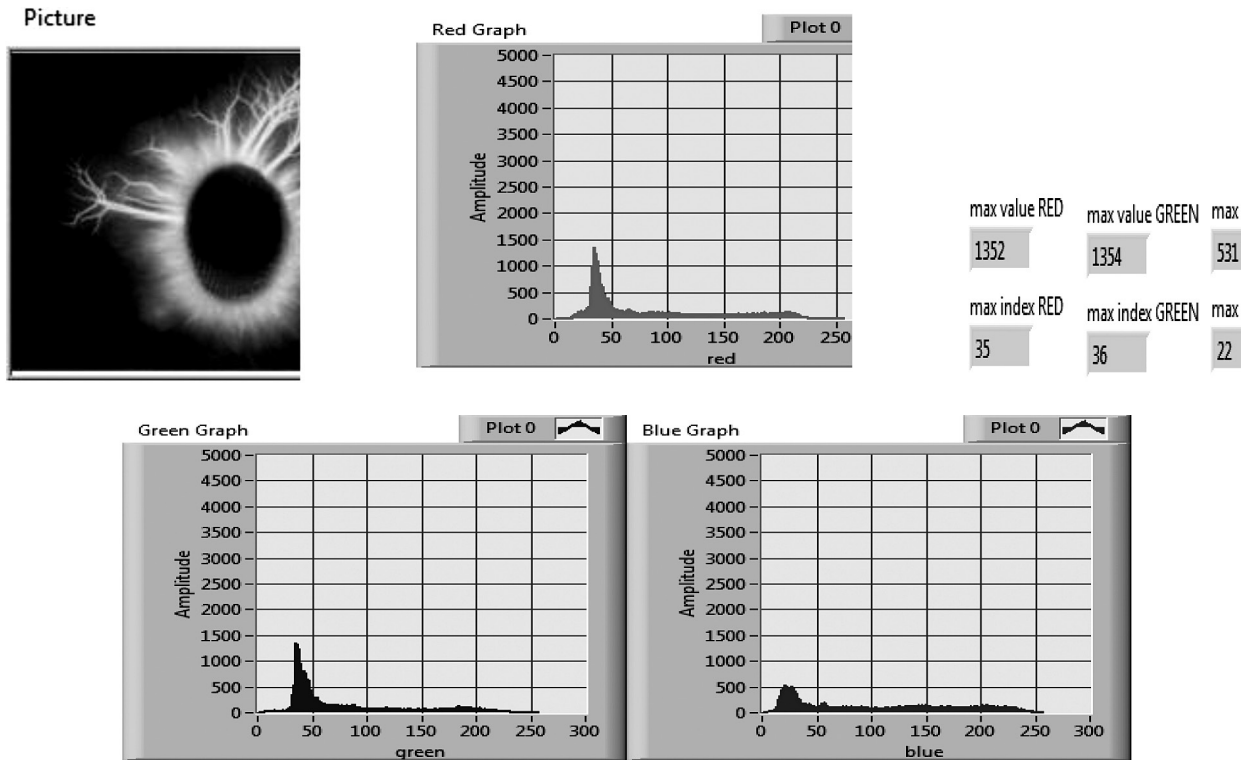 Picture
Red Graph
Plot 0
5000
4500
4000
3500
3000
2500
2000
1500
1000
500
0
Amplitude
0 50 100 150 200 250
red
max value RED
1352
max value GREEN
1354
max
531
max index RED
35
max index GREEN
36
max
22
Green Graph
Plot 0
5000
4500
4000
3500
3000
2500
2000
1500
1000
500
0
Amplitude
0 50 100 150 200 250 300
green
Blue Graph
Plot 0
5000
4500
4000
3500
3000
2500
2000
1500
1000
500
0
Amplitude
0 50 100 150 200 250 300
blue